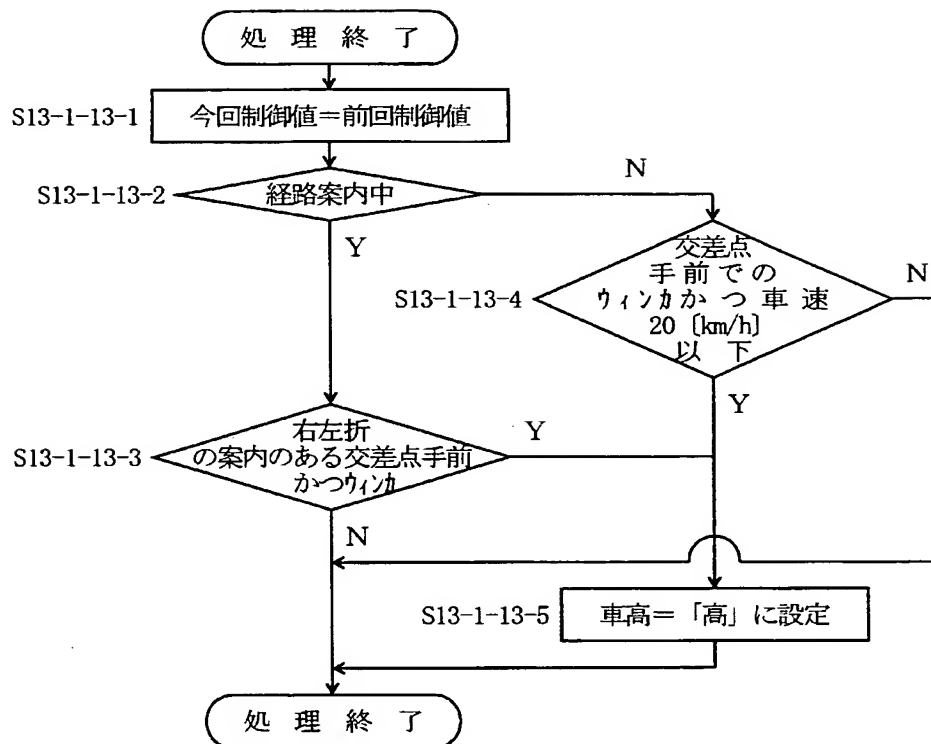 処理終了
S13-1-13-1
今回制御値＝前回制御値
S13-1-13-2
経路案内中
N
Y
S13-1-13-4
交差点
手前での
ウィンカかつ車速
20〔km/h〕
以下
N
Y
S13-1-13-3
右左折
の案内のある交差点手前
かつウィンカ
Y
N
S13-1-13-5
車高＝「高」に設定
処理終了